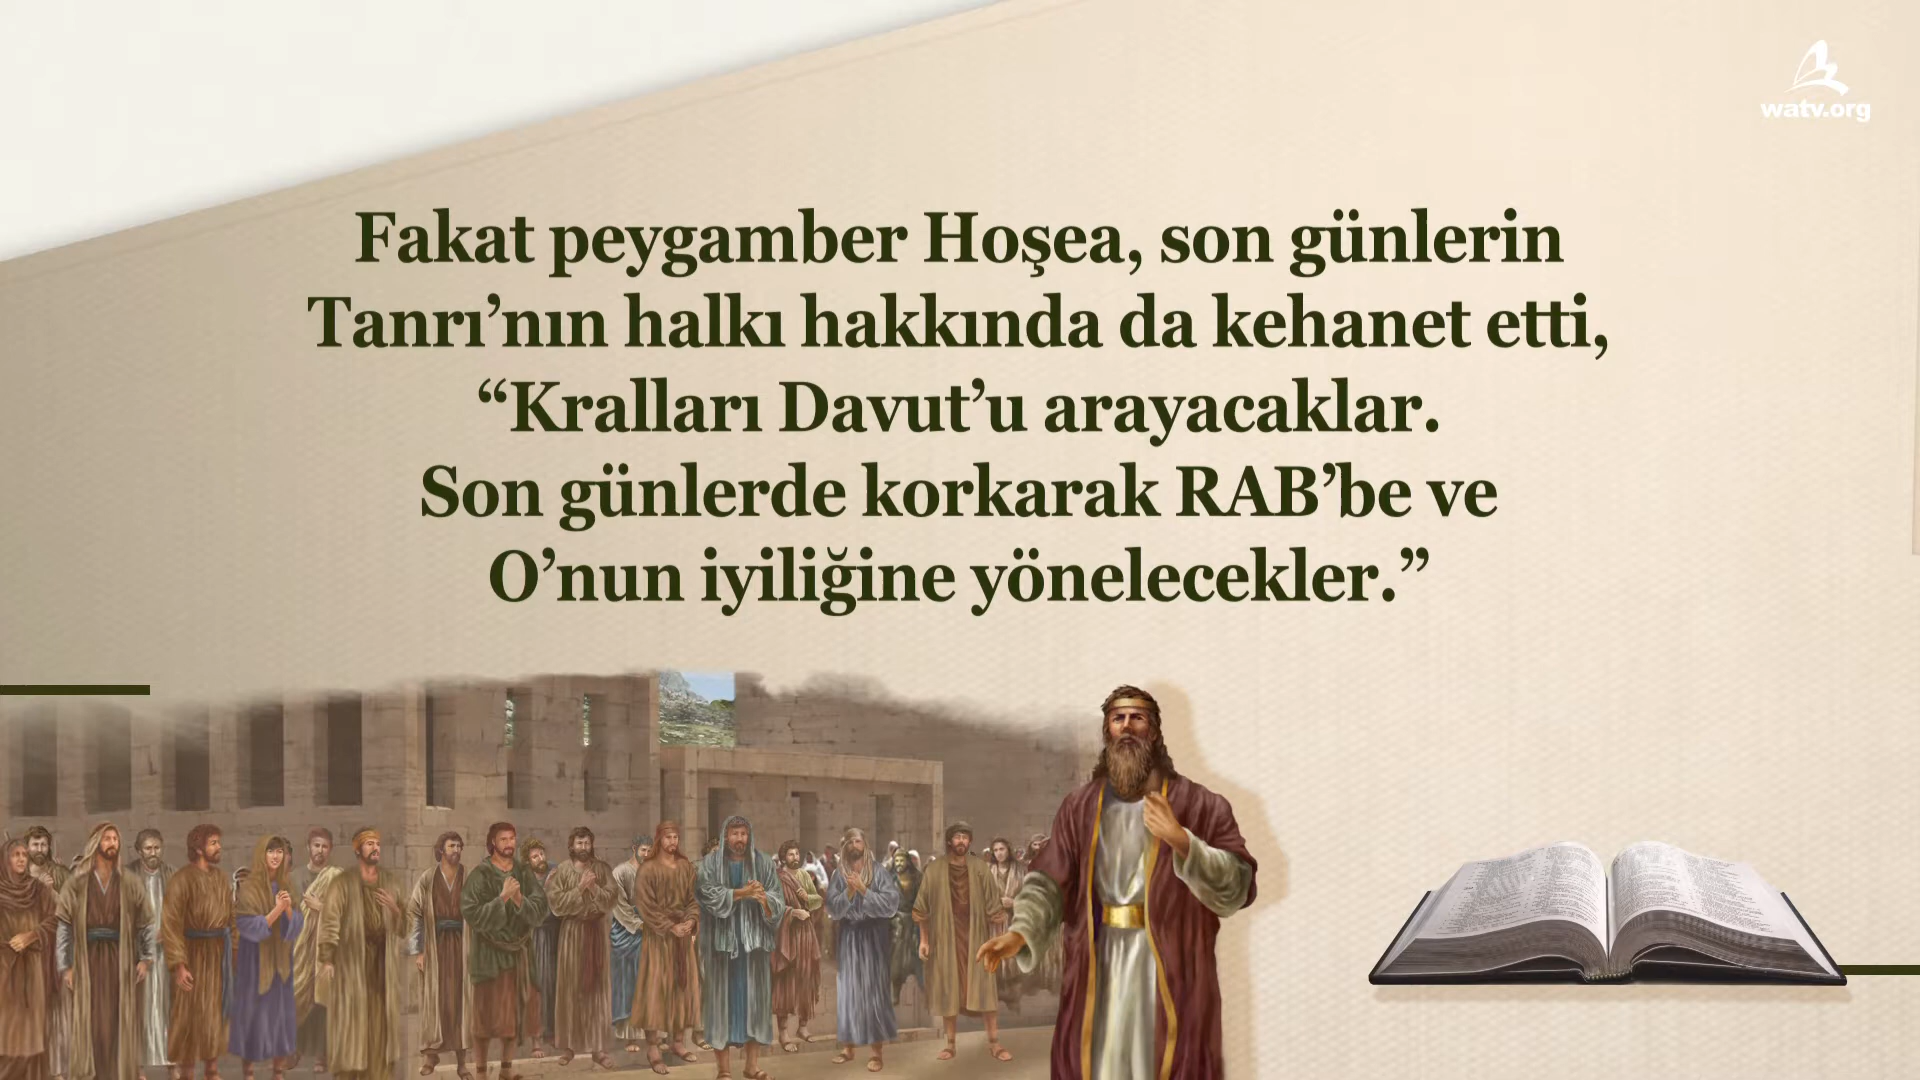 watv.org
Fakat peygamber Hoşea, son günlerin
Tanrı’nın halkı hakkında da kehanet etti,
“Kralları Davut’u arayacaklar.
Son günlerde korkarak RAB’be ve
O’nun iyiliğine yönelecekler.”